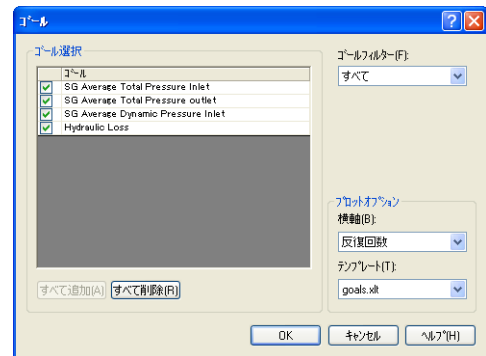 ｺﾞｰﾙ
ｺﾞｰﾙ選択
ｺﾞｰﾙ
SG Average Total Pressure Inlet
SG Average Total Pressure outlet
SG Average Dynamic Pressure Inlet
Hydraulic Loss
すべて追加(A)
すべて削除(R)
ｺﾞｰﾙﾌｨﾙﾀｰ(F):
すべて
ﾌﾟﾛｯﾄｵﾌﾟｼｮﾝ
横軸(B):
反復回数
ﾃﾝﾌﾟﾚｰﾄ(T):
goals.xlt
OK
ｷｬﾝｾﾙ
ﾍﾙﾌﾟ(H)